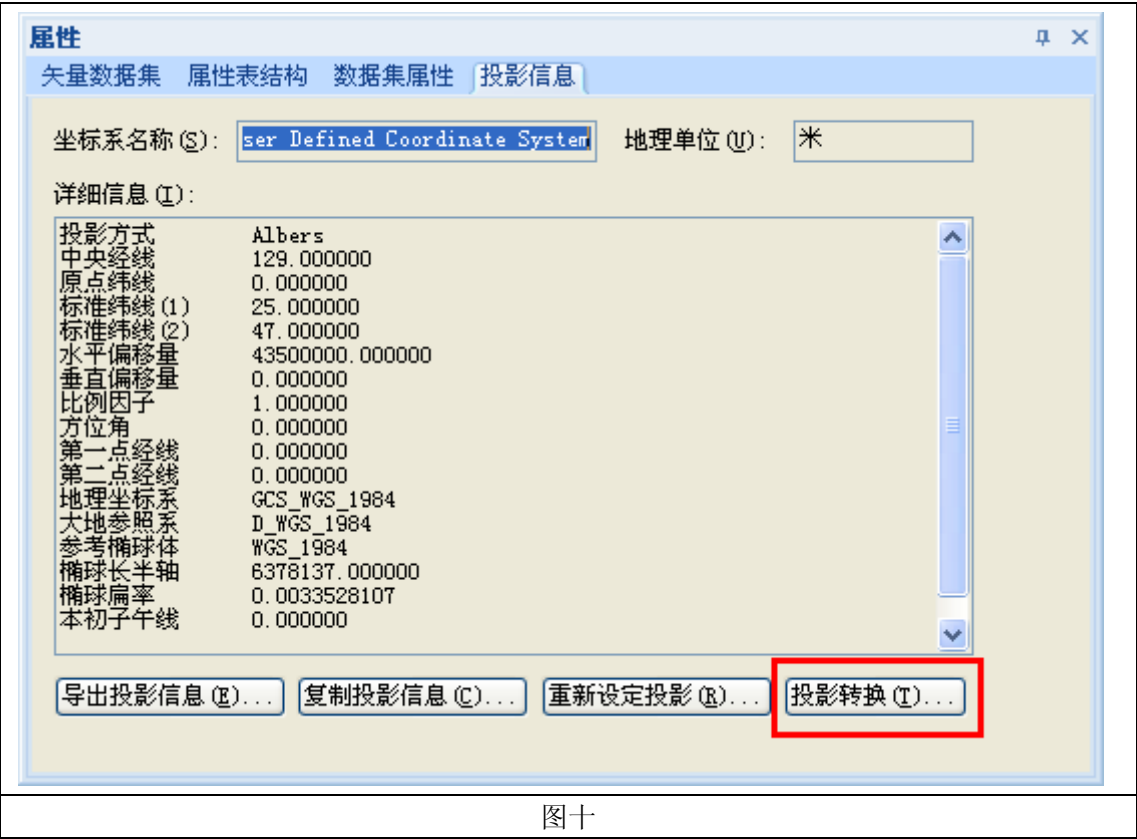 属性
矢量数据集 属性表结构 数据集属性 投影信息
坐标系名称(S): ser Defined Coordinate System 地理单位(U): 米
详细信息(I):
投影方式 Albers
中央经线 129.000000
原点纬线 0.000000
标准纬线(1) 25.000000
标准纬线(2) 47.000000
水平偏移量 43500000.000000
垂直偏移量 0.000000
比例因子 1.000000
方位角 0.000000
第一点经线 0.000000
第二点经线 0.000000
地理坐标系 GCS_WGS_1984
大地参照系 D_WGS_1984
参考椭球体 WGS_1984
椭球长半轴 6378137.000000
椭球扁率 0.0033528107
本初子午线 0.000000
导出投影信息(E)... 复制投影信息(C)... 重新设定投影(R)... 投影转换(T)...
图十